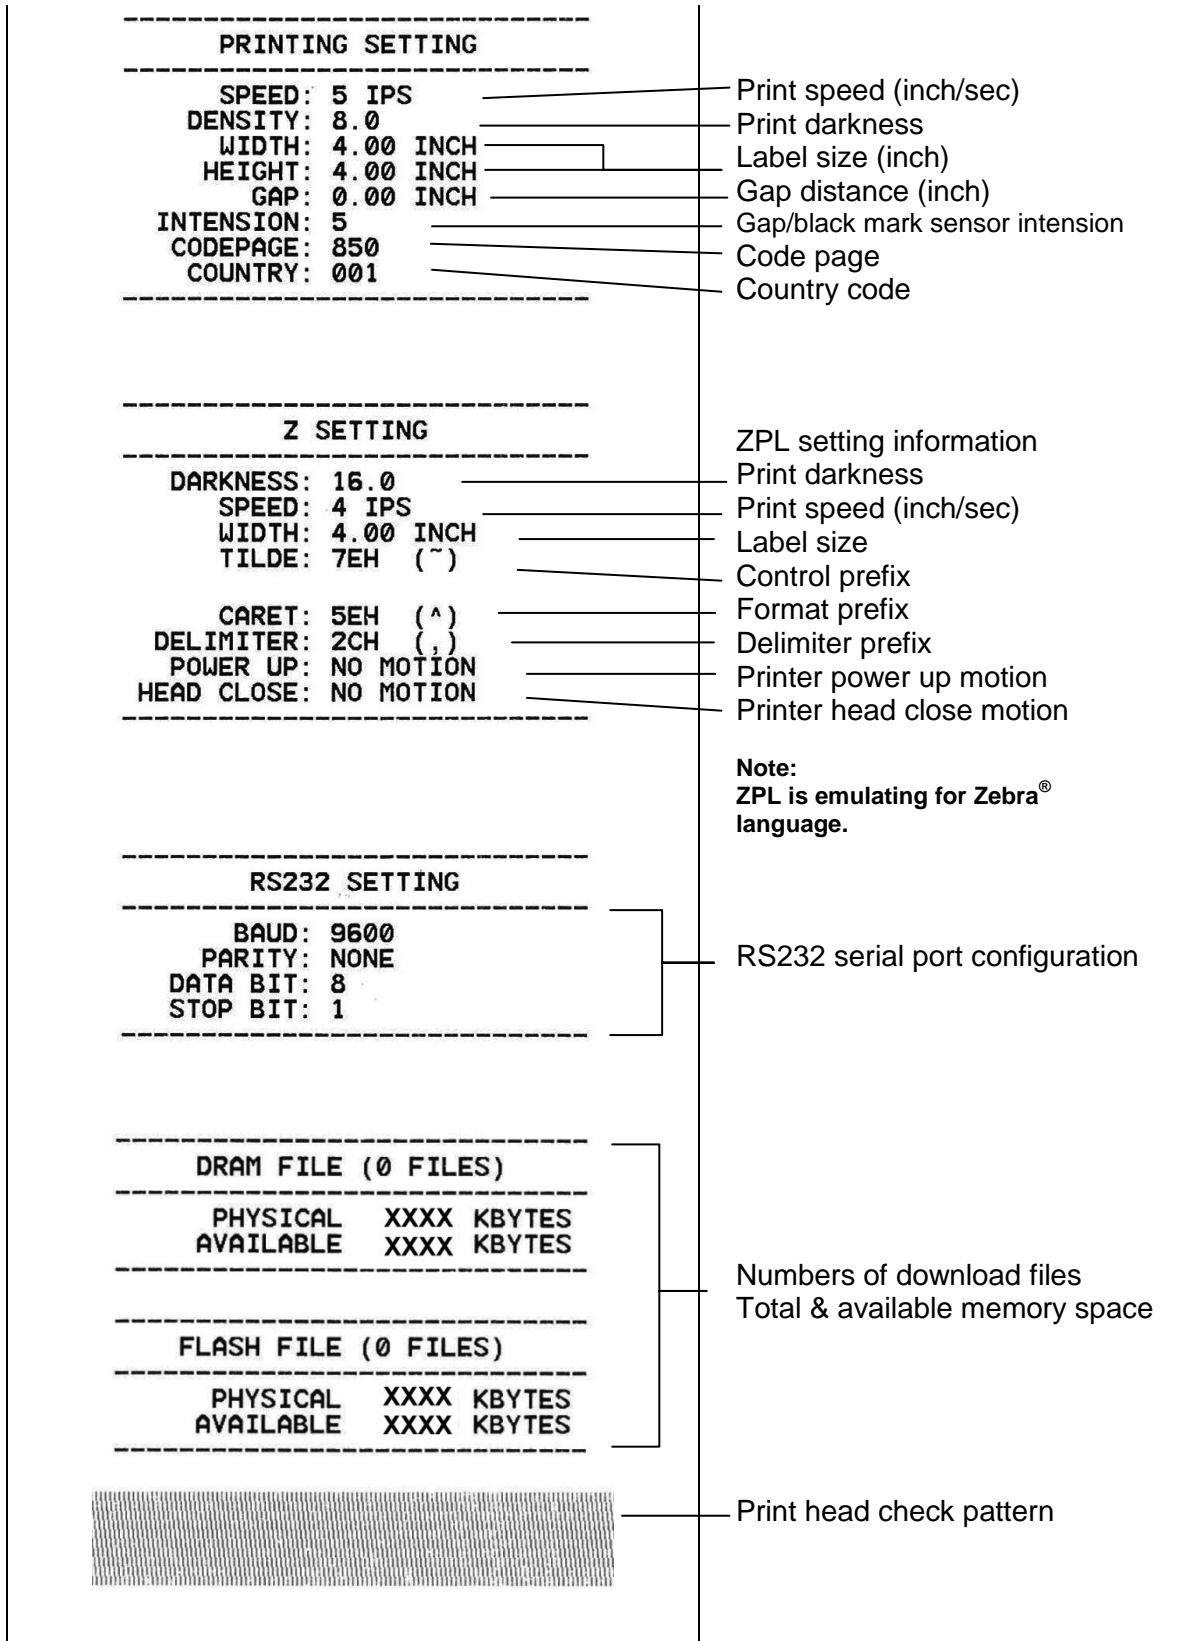 PRINTING SETTING
SPEED: 5 IPS
DENSITY: 8.0
WIDTH: 4.00 INCH
HEIGHT: 4.00 INCH
GAP: 0.00 INCH
INTENSION: 5
CODEPAGE: 850
COUNTRY: 001
Print speed (inch/sec)
Print darkness
Label size (inch)
Gap distance (inch)
Gap/black mark sensor intension
Code page
Country code
Z SETTING
DARKNESS: 16.0
SPEED: 4 IPS
WIDTH: 4.00 INCH
TILDE: 7EH (~)
CARET: 5EH (^)
DELIMITER: 2CH (,)
POWER UP: NO MOTION
HEAD CLOSE: NO MOTION
ZPL setting information
Print darkness
Print speed (inch/sec)
Label size
Control prefix
Format prefix
Delimiter prefix
Printer power up motion
Printer head close motion
Note:
ZPL is emulating for Zebra®
language.
RS232 SETTING
BAUD: 9600
PARITY: NONE
DATA BIT: 8
STOP BIT: 1
RS232 serial port configuration
DRAM FILE (0 FILES)
PHYSICAL XXXX KBYTES
AVAILABLE XXXX KBYTES
FLASH FILE (0 FILES)
PHYSICAL XXXX KBYTES
AVAILABLE XXXX KBYTES
Numbers of download files
Total & available memory space
Print head check pattern